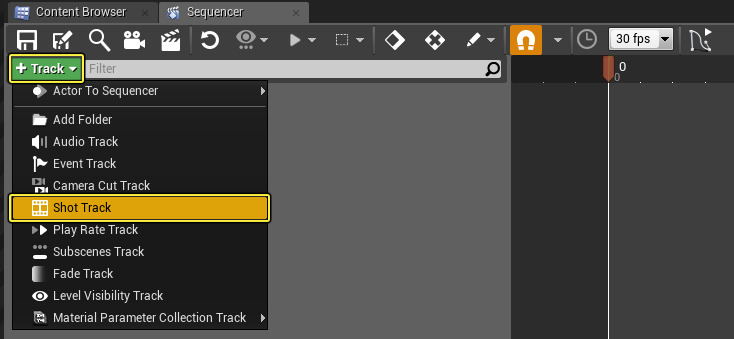 Content Browser
Sequencer
30 fps
+ Track
Filter
0
0
Actor To Sequencer
Add Folder
Audio Track
Event Track
Camera Cut Track
Shot Track
Play Rate Track
Subscenes Track
Fade Track
Level Visibility Track
Material Parameter Collection Track